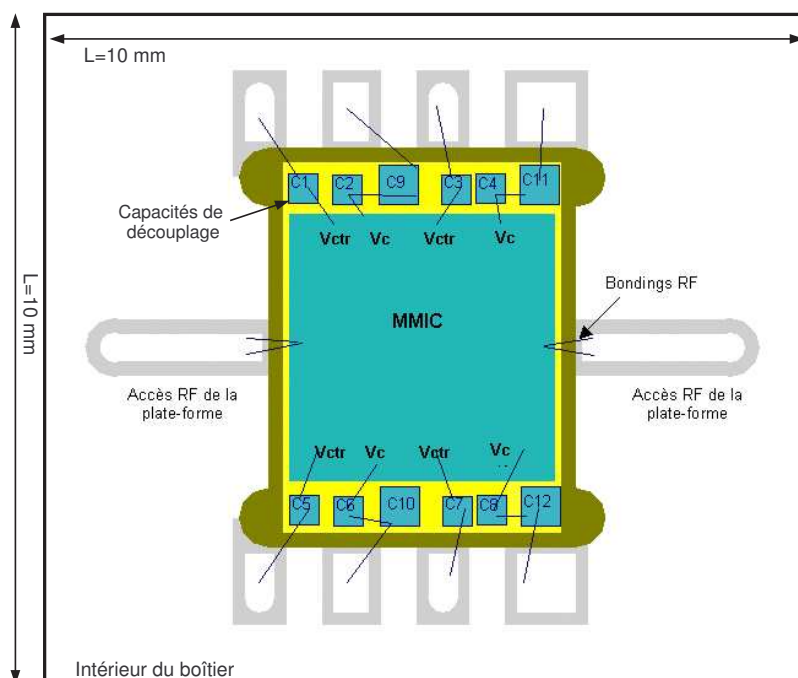 L=10 mm
C1
C2
C9
C3
C4
C11
Capacités de
découplage
Vctr
Vc
Vctr
Vc
L=10 mm
Bondings RF
MMIC
Accès RF de la
plate-forme
Accès RF de la
plate-forme
Vctr
Vc
Vctr
Vc
C5
C6
C10
C7
C8
C12
Intérieur du boîtier